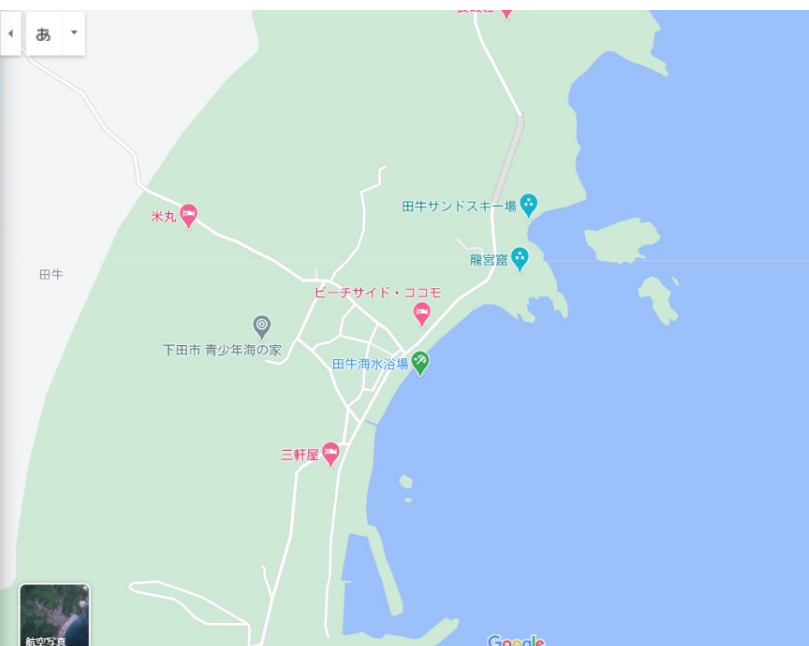 あ
米丸
田牛サンドスキー場
龍宮窟
田牛
ビーチサイド・ココモ
下田市 青少年海の家
田牛海水浴場
三軒屋
航空写真
Google